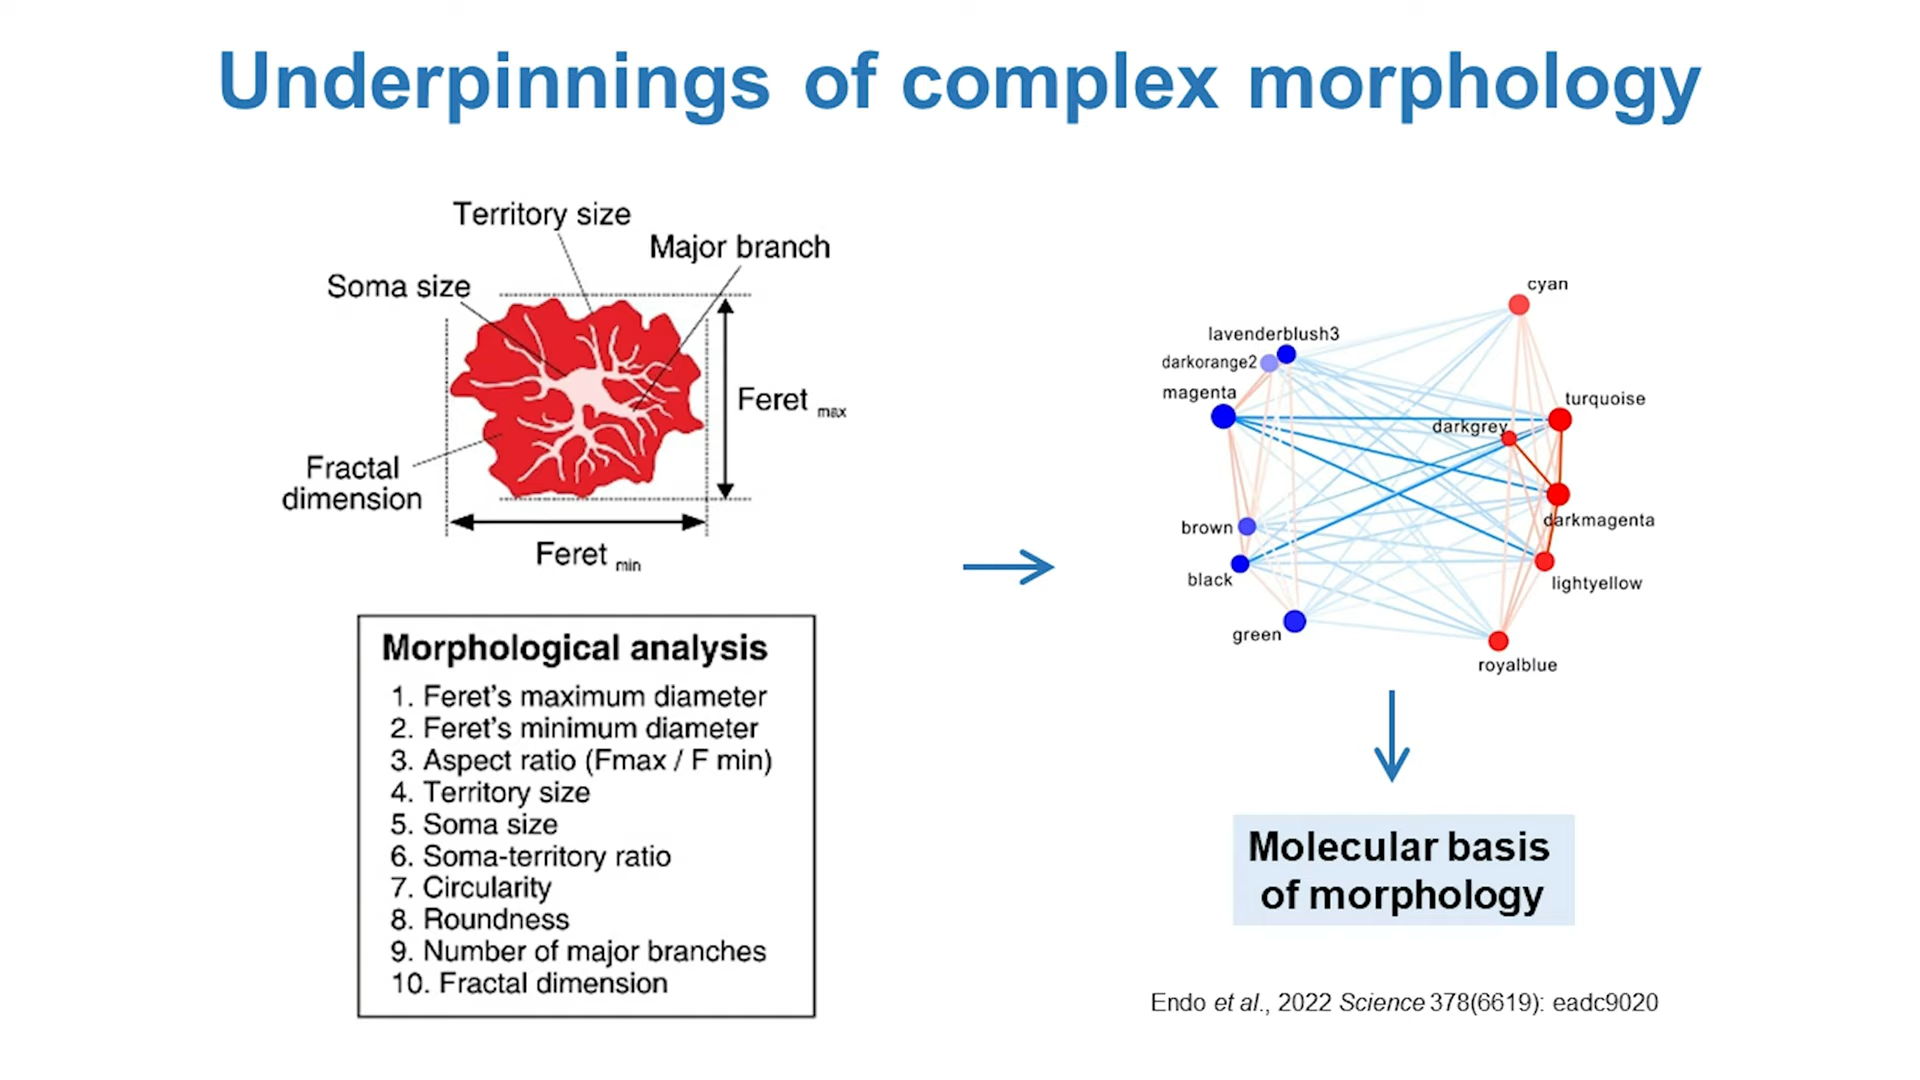 Underpinnings of complex morphology
Territory size
Major branch
Soma size
Feret max
Fractal
dimension
Feret min
Morphological analysis
1. Feret’s maximum diameter
2. Feret’s minimum diameter
3. Aspect ratio (Fmax / F min)
4. Territory size
5. Soma size
6. Soma-territory ratio
7. Circularity
8. Roundness
9. Number of major branches
10. Fractal dimension
cyan
lavenderblush3
darkorange2
magenta
turquoise
darkgrey
darkmagenta
brown
black
lightyellow
green
royalblue
Molecular basis
of morphology
Endo et al., 2022 Science 378(6619): eadc9020